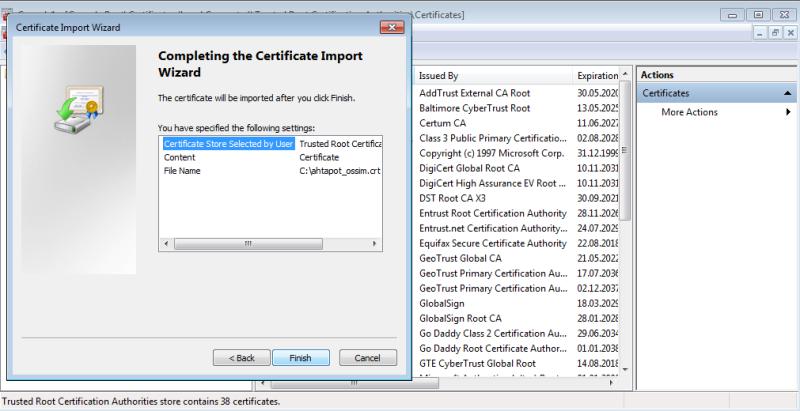 \Certificates]
Certificate Import Wizard
Completing the Certificate Import
Wizard
The certificate will be imported after you click Finish.
You have specified the following settings:
Certificate Store Selected by User Trusted Root Certifica
Content Certificate
File Name C:\ahtapot_ossim.crt
< Back Finish Cancel
Issued By Expiration
AddTrust External CA Root 30.05.2020
Baltimore CyberTrust Root 13.05.2025
Certum CA 11.06.2027
Class 3 Public Primary Certificatio... 02.08.2028
Copyright (c) 1997 Microsoft Corp. 31.12.1999
DigiCert Global Root CA 10.11.2031
DigiCert High Assurance EV Root ... 10.11.2031
DST Root CA X3 30.09.2021
Entrust Root Certification Authority 28.11.2026
Entrust.net Certification Authority... 24.07.2029
Equifax Secure Certificate Authority 22.08.2018
GeoTrust Global CA 21.05.2022
GeoTrust Primary Certification Au... 17.07.2036
GeoTrust Primary Certification Au... 02.12.2037
GlobalSign 18.03.2029
GlobalSign Root CA 28.01.2028
Go Daddy Class 2 Certification Au... 29.06.2034
Go Daddy Root Certificate Author... 01.01.2038
GTE CyberTrust Global Root 14.08.2018
Actions
Certificates
More Actions
Trusted Root Certification Authorities store contains 38 certificates.